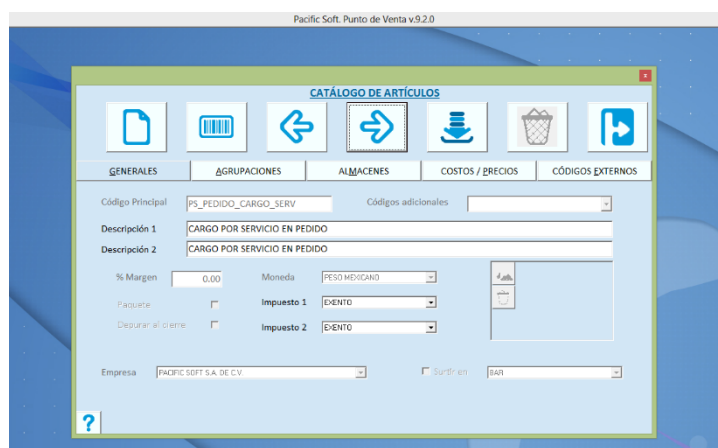 Pacific Soft. Punto de Venta v.9.2.0
x
CATÁLOGO DE ARTÍCULOS
GENERALES AGRUPACIONES ALMACENES COSTOS / PRECIOS CÓDIGOS EXTERNOS
Código Principal PS_PEDIDO_CARGO_SERV Códigos adicionales
Descripción 1 CARGO POR SERVICIO EN PEDIDO
Descripción 2 CARGO POR SERVICIO EN PEDIDO
% Margen 0.00 Moneda PESO MEXICANO
Paquete Impuesto 1 EXENTO
Depurar al cierre Impuesto 2 EXENTO
Empresa PACIFIC SOFT S.A. DE C.V. Surtir en BAR
?